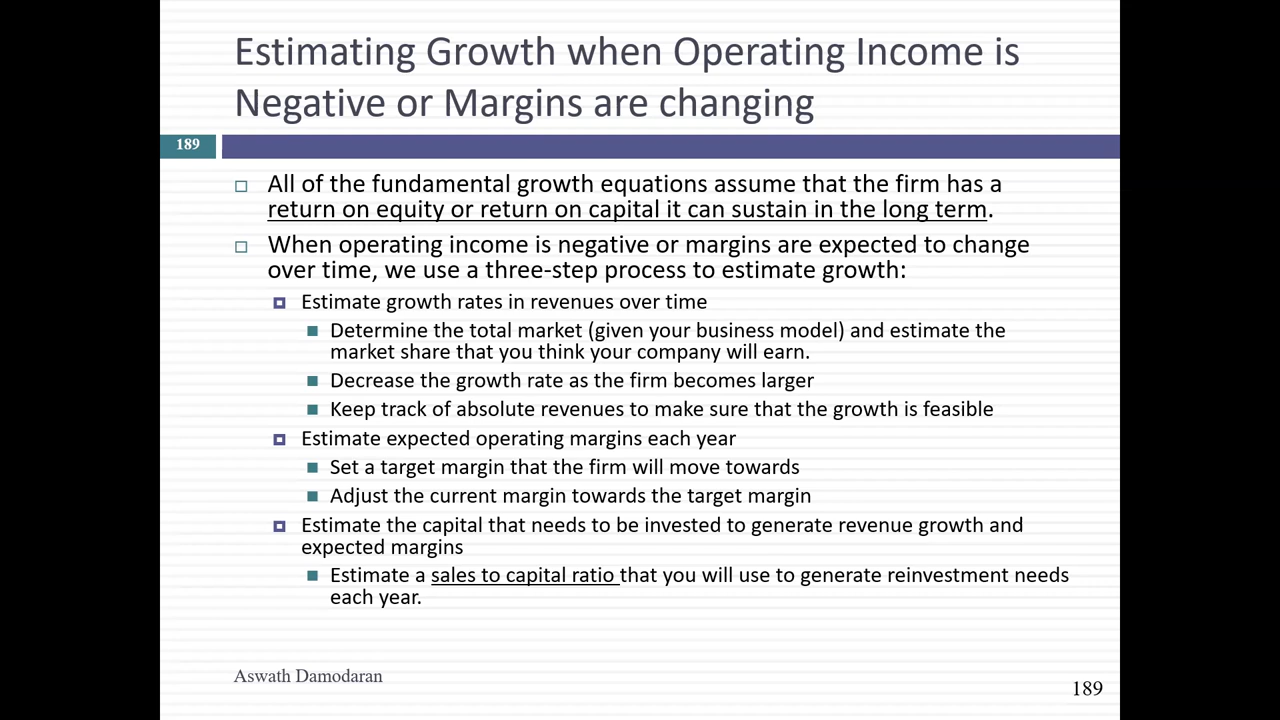 Estimating Growth when Operating Income is
Negative or Margins are changing
189
All of the fundamental growth equations assume that the firm has a
return on equity or return on capital it can sustain in the long term.
When operating income is negative or margins are expected to change
over time, we use a three-step process to estimate growth:
Estimate growth rates in revenues over time
Determine the total market (given your business model) and estimate the
market share that you think your company will earn.
Decrease the growth rate as the firm becomes larger
Keep track of absolute revenues to make sure that the growth is feasible
Estimate expected operating margins each year
Set a target margin that the firm will move towards
Adjust the current margin towards the target margin
Estimate the capital that needs to be invested to generate revenue growth and
expected margins
Estimate a sales to capital ratio that you will use to generate reinvestment needs
each year.
Aswath Damodaran
189